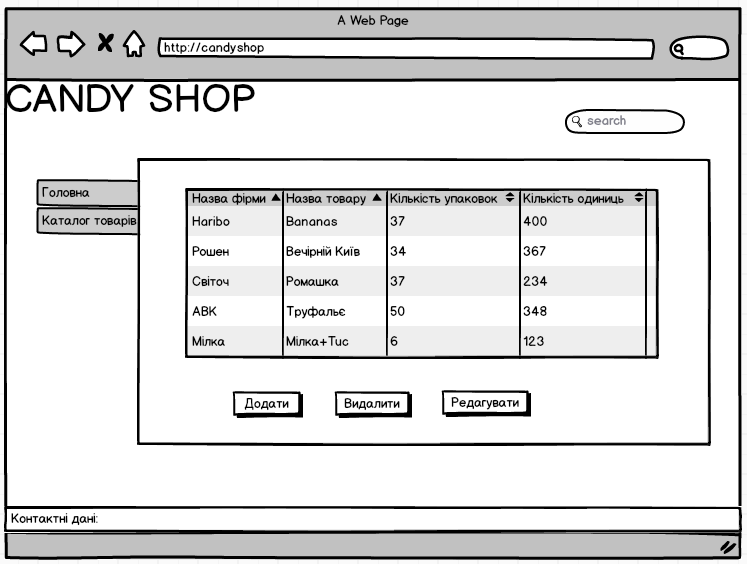 A Web Page
http://candyshop
CANDY SHOP
search
Головна
Каталог товарів
Назва фірми Назва товару Кількість упаковок Кількість одиниць
Haribo Bananas 37 400
Рошен Вечірній Київ 34 367
Світоч Ромашка 37 234
АВК Труфальє 50 348
Мілка Мілка+Tuc 6 123
Додати Видалити Редагувати
Контактні дані: